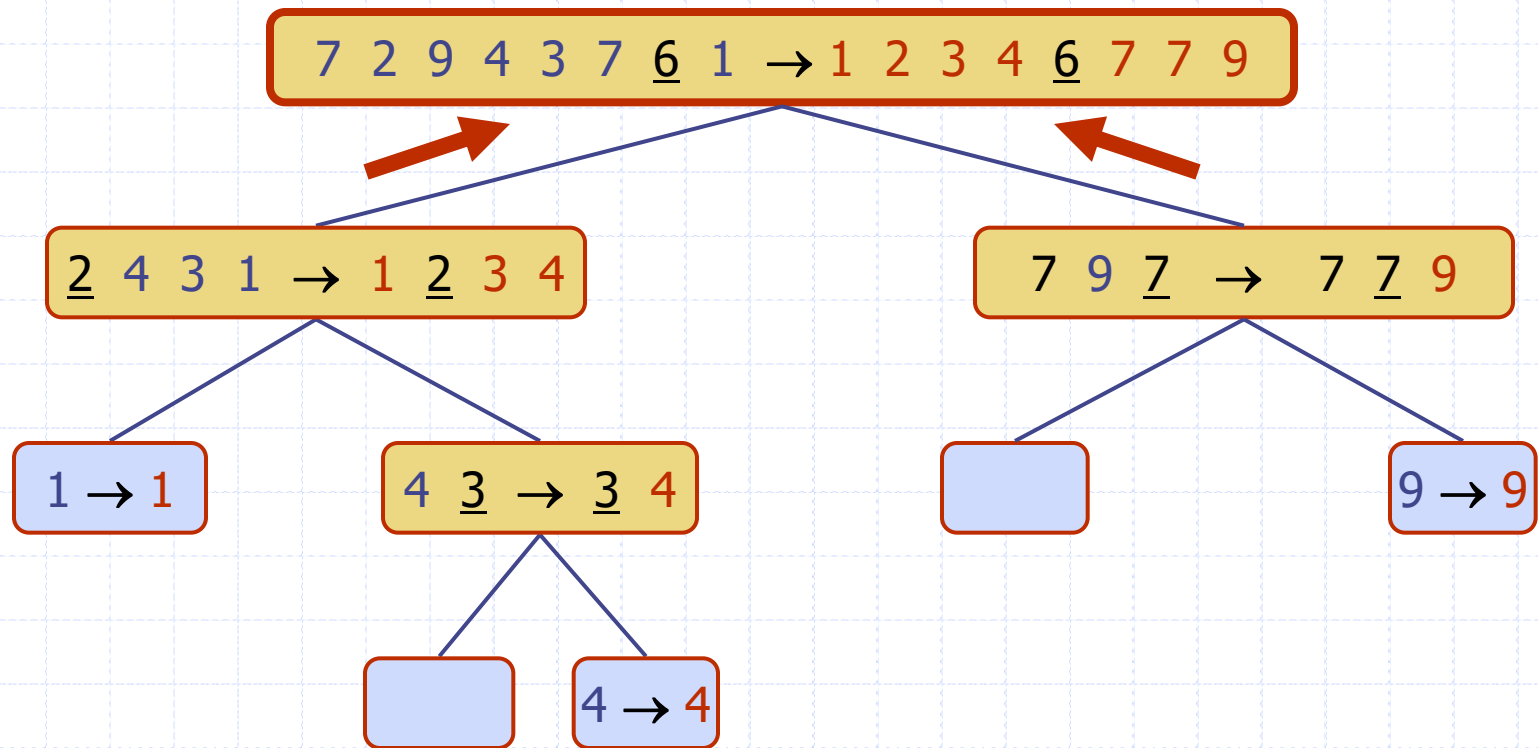 7 2 9 4 3 7 6 1 → 1 2 3 4 6 7 7 9
2 4 3 1 → 1 2 3 4
7 9 7 → 7 7 9
1 → 1
4 3 → 3 4
9 → 9
4 → 4